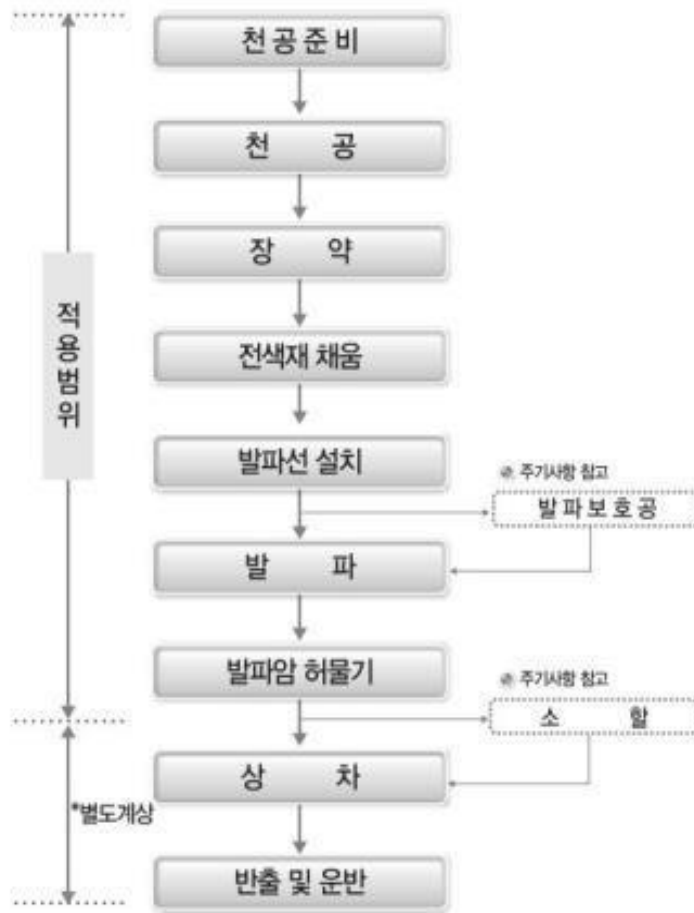 천공준비
천 공
장 약
전색재 채움
적용범위
발파선 설치
※ 주기사항 참고
발파보호공
발 파
발파암 허물기
※ 주기사항 참고
소 할
상 차
*별도계상
반출 및 운반